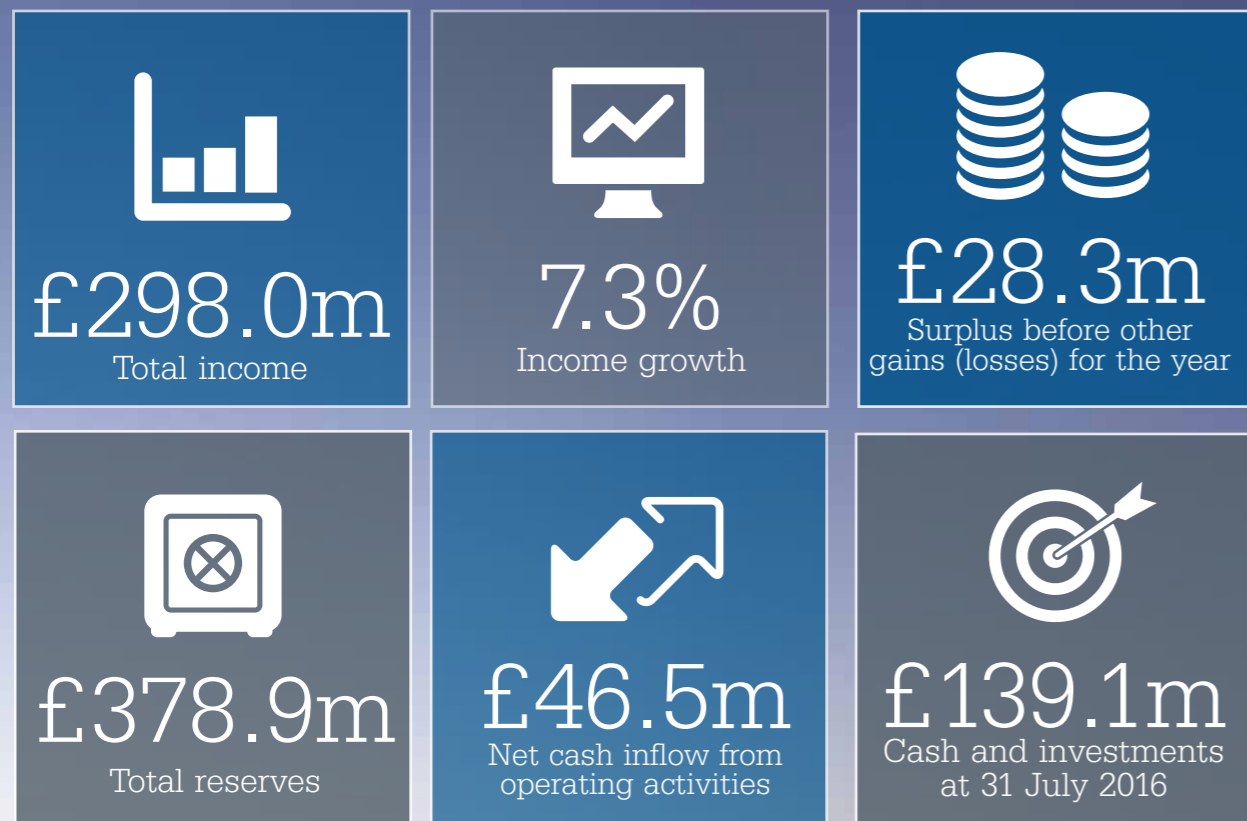 £298.0m
Total income
7.3%
Income growth
£28.3m
Surplus before other
gains (losses) for the year
£378.9m
Total reserves
£46.5m
Net cash inflow from
operating activities
£139.1m
Cash and investments
at 31 July 2016